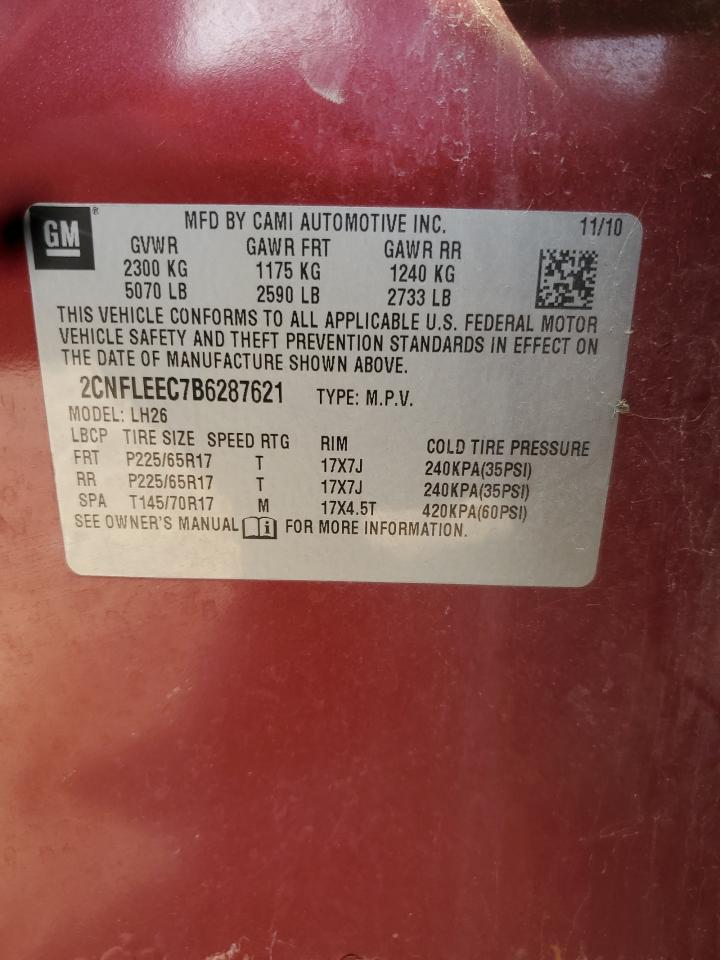 GM® MFD BY CAMI AUTOMOTIVE INC. 11/10
GVWR GAWR FRT GAWR RR
2300 KG 1175 KG 1240 KG
5070 LB 2590 LB 2733 LB
THIS VEHICLE CONFORMS TO ALL APPLICABLE U.S. FEDERAL MOTOR
VEHICLE SAFETY AND THEFT PREVENTION STANDARDS IN EFFECT ON
THE DATE OF MANUFACTURE SHOWN ABOVE.
2CNFLEEC7B6287621 TYPE: M.P.V.
MODEL: LH26
LBCP TIRE SIZE SPEED RTG RIM COLD TIRE PRESSURE
FRT P225/65R17 T 17X7J 240KPA(35PSI)
RR P225/65R17 T 17X7J 240KPA(35PSI)
SPA T145/70R17 M 17X4.5T 420KPA(60PSI)
SEE OWNER'S MANUAL FOR MORE INFORMATION.